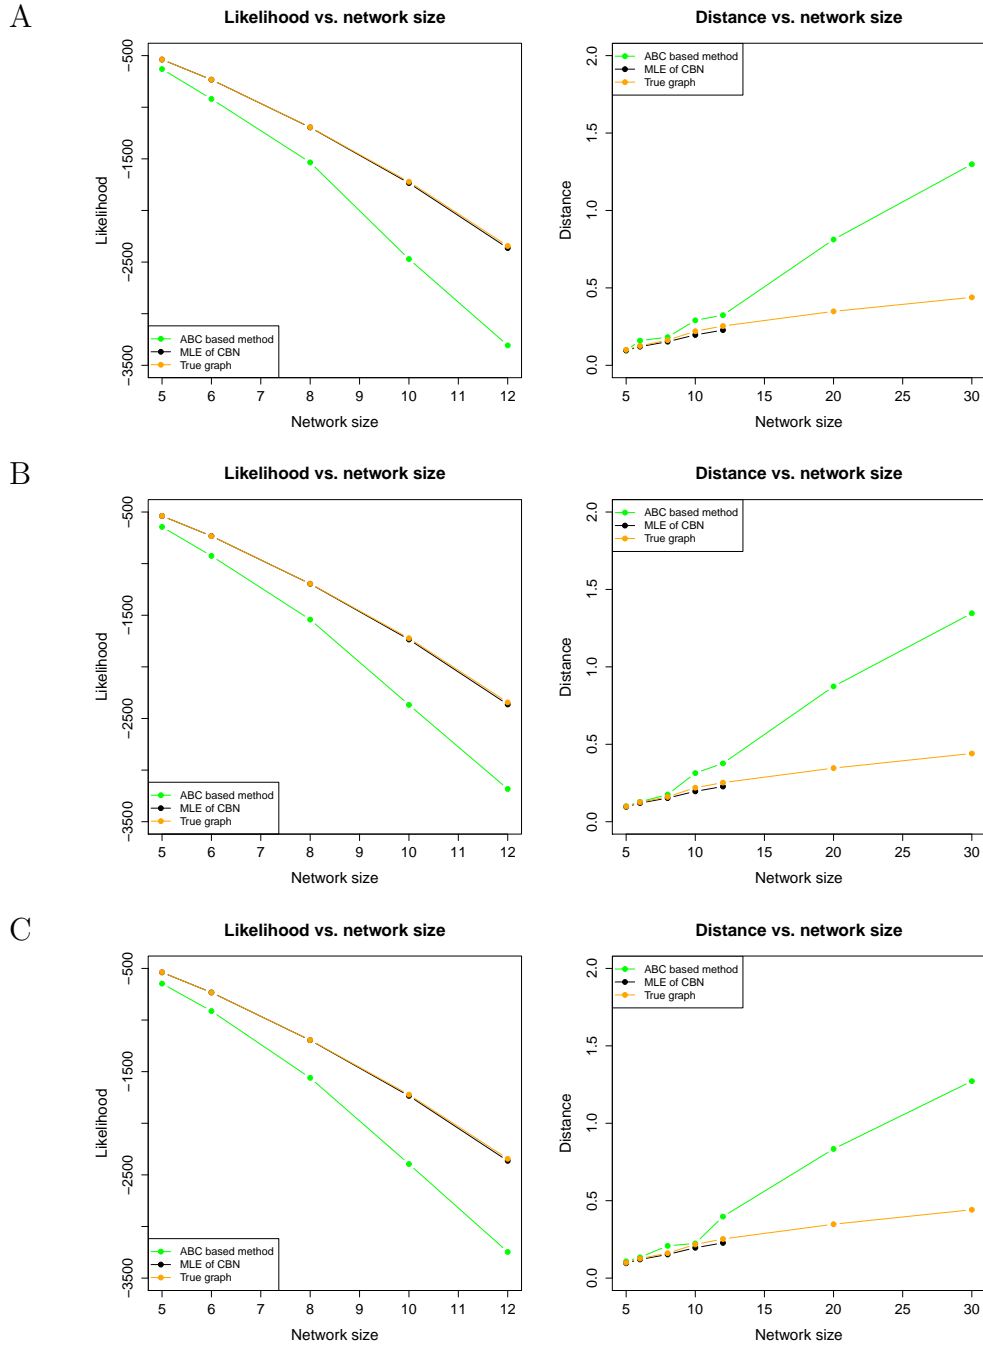 A
Likelihood vs. network size
Likelihood
−500
−1500
−2500
−3500
ABC based method
MLE of CBN
True graph
5 6 7 8 9 10 11 12
Network size
Distance vs. network size
Distance
2.0
1.5
1.0
0.5
0.0
ABC based method
MLE of CBN
True graph
5 10 15 20 25 30
Network size
B
Likelihood vs. network size
Likelihood
−500
−1500
−2500
−3500
ABC based method
MLE of CBN
True graph
5 6 7 8 9 10 11 12
Network size
Distance vs. network size
Distance
2.0
1.5
1.0
0.5
0.0
ABC based method
MLE of CBN
True graph
5 10 15 20 25 30
Network size
C
Likelihood vs. network size
Likelihood
−500
−1500
−2500
−3500
ABC based method
MLE of CBN
True graph
5 6 7 8 9 10 11 12
Network size
Distance vs. network size
Distance
2.0
1.5
1.0
0.5
0.0
ABC based method
MLE of CBN
True graph
5 10 15 20 25 30
Network size